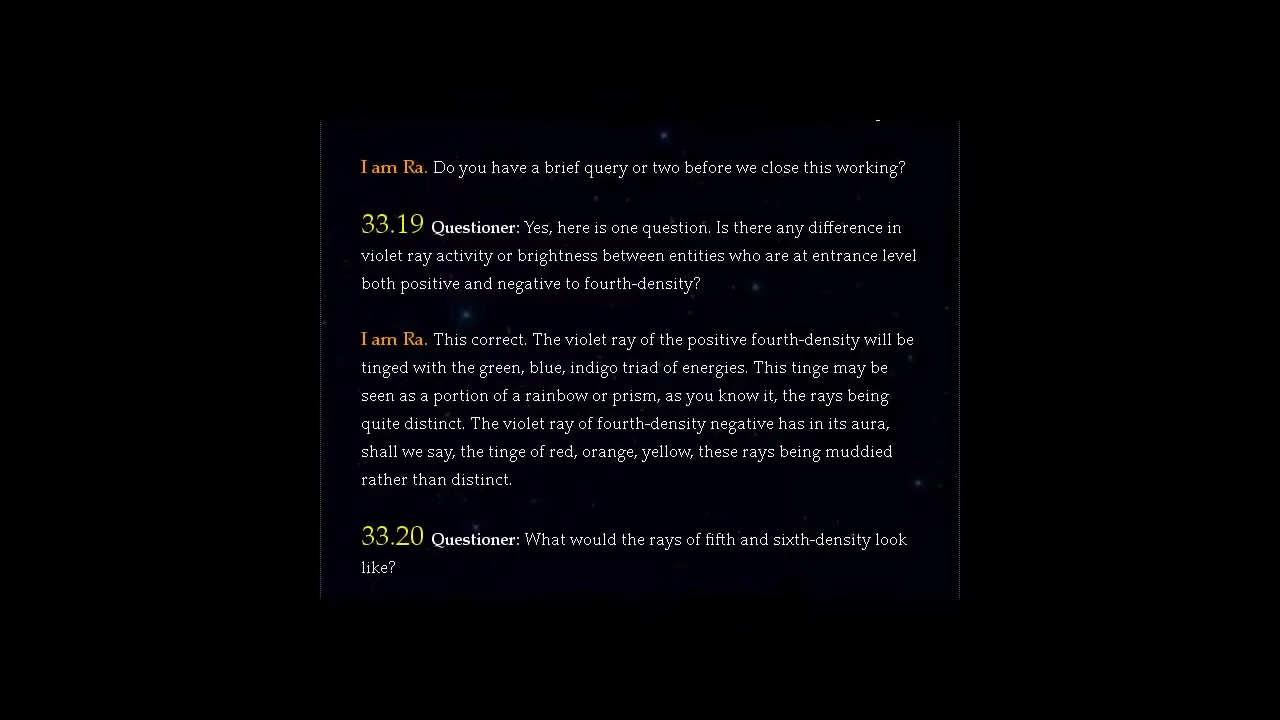 I am Ra. Do you have a brief query or two before we close this working?
33.19 Questioner: Yes, here is one question. Is there any difference in
violet ray activity or brightness between entities who are at entrance level
both positive and negative to fourth-density?
I am Ra. This correct. The violet ray of the positive fourth-density will be
tinged with the green, blue, indigo triad of energies. This tinge may be
seen as a portion of a rainbow or prism, as you know it, the rays being
quite distinct. The violet ray of fourth-density negative has in its aura,
shall we say, the tinge of red, orange, yellow, these rays being muddied
rather than distinct.
33.20 Questioner: What would the rays of fifth and sixth-density look
like?